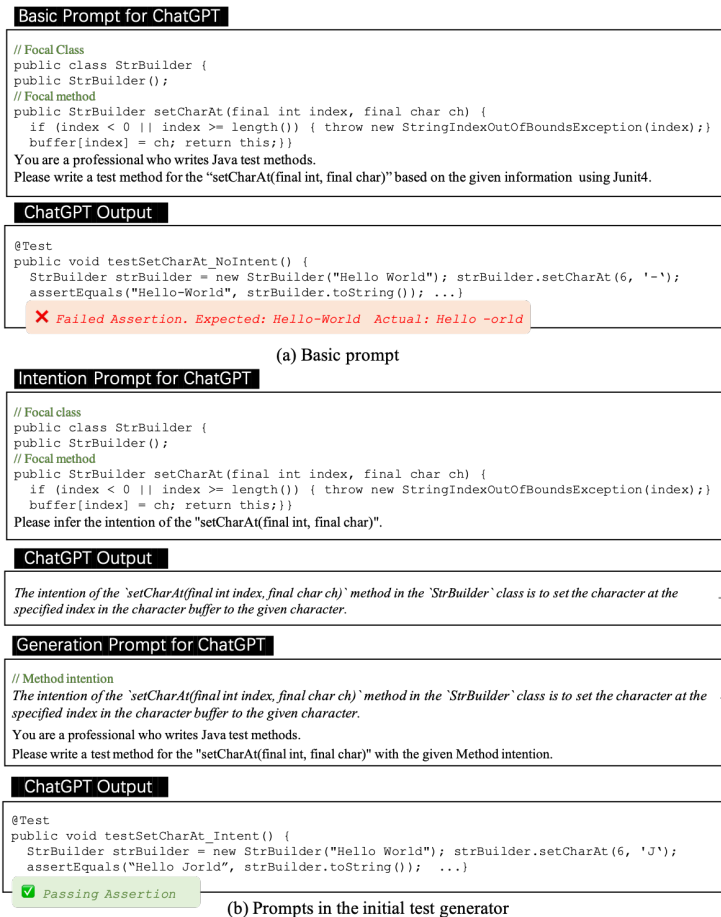 Basic Prompt for ChatGPT
// Focal Class
public class StrBuilder {
public StrBuilder();
// Focal method
public StrBuilder setCharAt(final int index, final char ch) {
if (index < 0 || index >= length()) { throw new StringIndexOutOfBoundsException(index);}
buffer[index] = ch; return this;}}
You are a professional who writes Java test methods.
Please write a test method for the “setCharAt(final int, final char)” based on the given information using Junit4.
ChatGPT Output
@Test
public void testSetCharAt_NoIntent() {
StrBuilder strBuilder = new StrBuilder("Hello World"); strBuilder.setCharAt(6, '-‘);
assertEquals("Hello-World", strBuilder.toString()); ...}
❌ Failed Assertion. Expected: Hello-World Actual: Hello -orld
(a) Basic prompt
Intention Prompt for ChatGPT
// Focal class
public class StrBuilder {
public StrBuilder();
// Focal method
public StrBuilder setCharAt(final int index, final char ch) {
if (index < 0 || index >= length()) { throw new StringIndexOutOfBoundsException(index);}
buffer[index] = ch; return this;}}
Please infer the intention of the "setCharAt(final int, final char)".
ChatGPT Output
The intention of the `setCharAt(final int index, final char ch)` method in the `StrBuilder` class is to set the character at the
specified index in the character buffer to the given character.
Generation Prompt for ChatGPT
// Method intention
The intention of the `setCharAt(final int index, final char ch)` method in the `StrBuilder` class is to set the character at the
specified index in the character buffer to the given character.
You are a professional who writes Java test methods.
Please write a test method for the "setCharAt(final int, final char)" with the given Method intention.
ChatGPT Output
@Test
public void testSetCharAt_Intent() {
StrBuilder strBuilder = new StrBuilder("Hello World"); strBuilder.setCharAt(6, 'J‘);
assertEquals(“Hello Jorld”, strBuilder.toString()); ...}
✅ Passing Assertion
(b) Prompts in the initial test generator